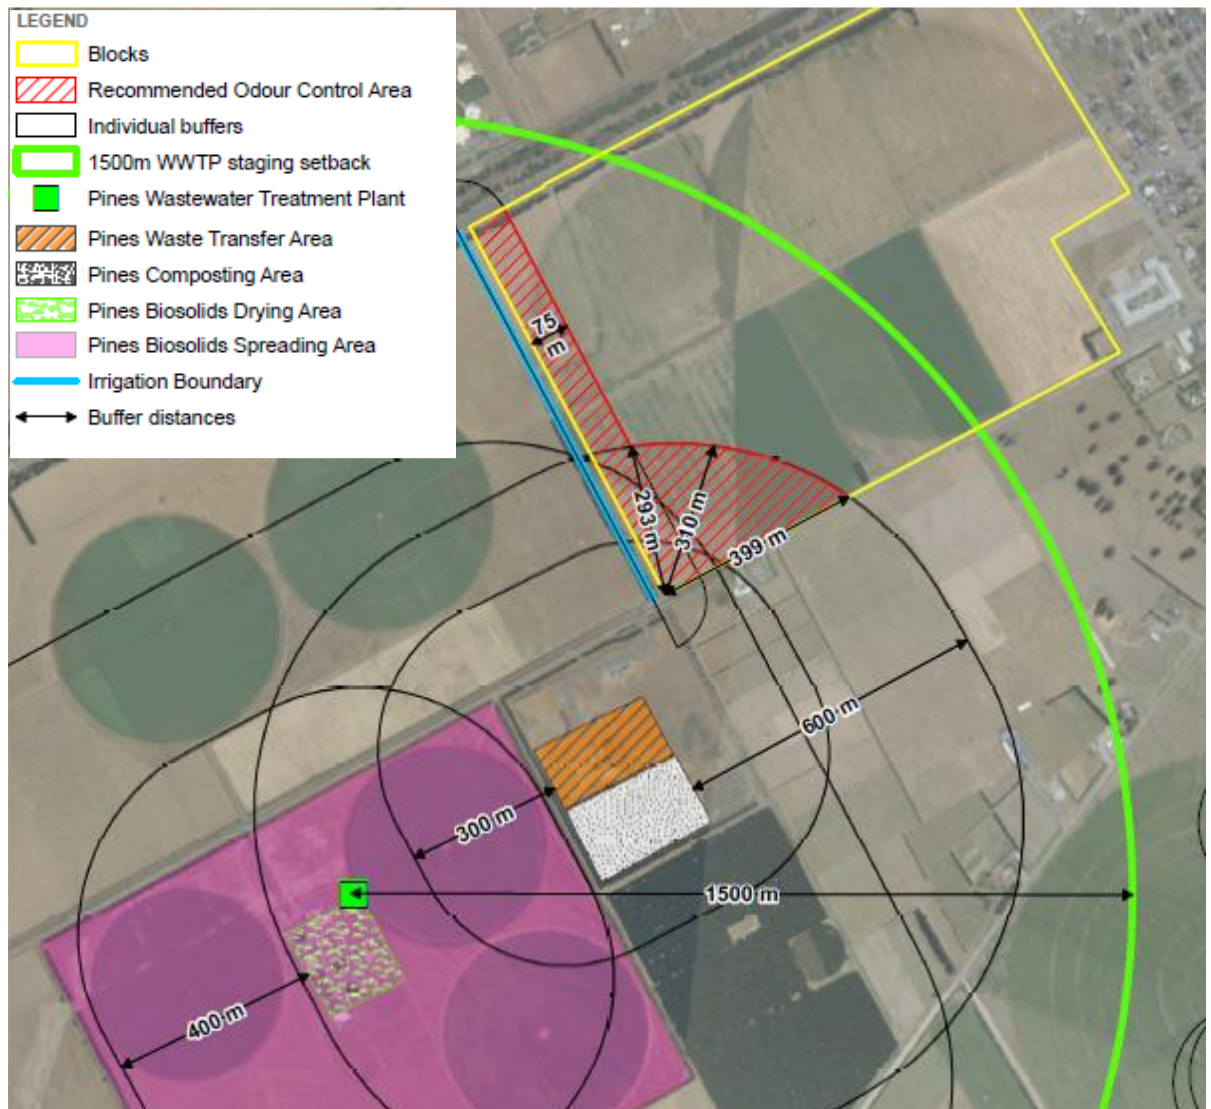 LEGEND
Blocks
Recommended Odour Control Area
Individual buffers
1500m WWTP staging setback
Pines Wastewater Treatment Plant
Pines Waste Transfer Area
Pines Composting Area
Pines Biosolids Drying Area
Pines Biosolids Spreading Area
Irrigation Boundary
Buffer distances
75
m
293 m
310 m
399 m
600 m
300 m
1500 m
400 m